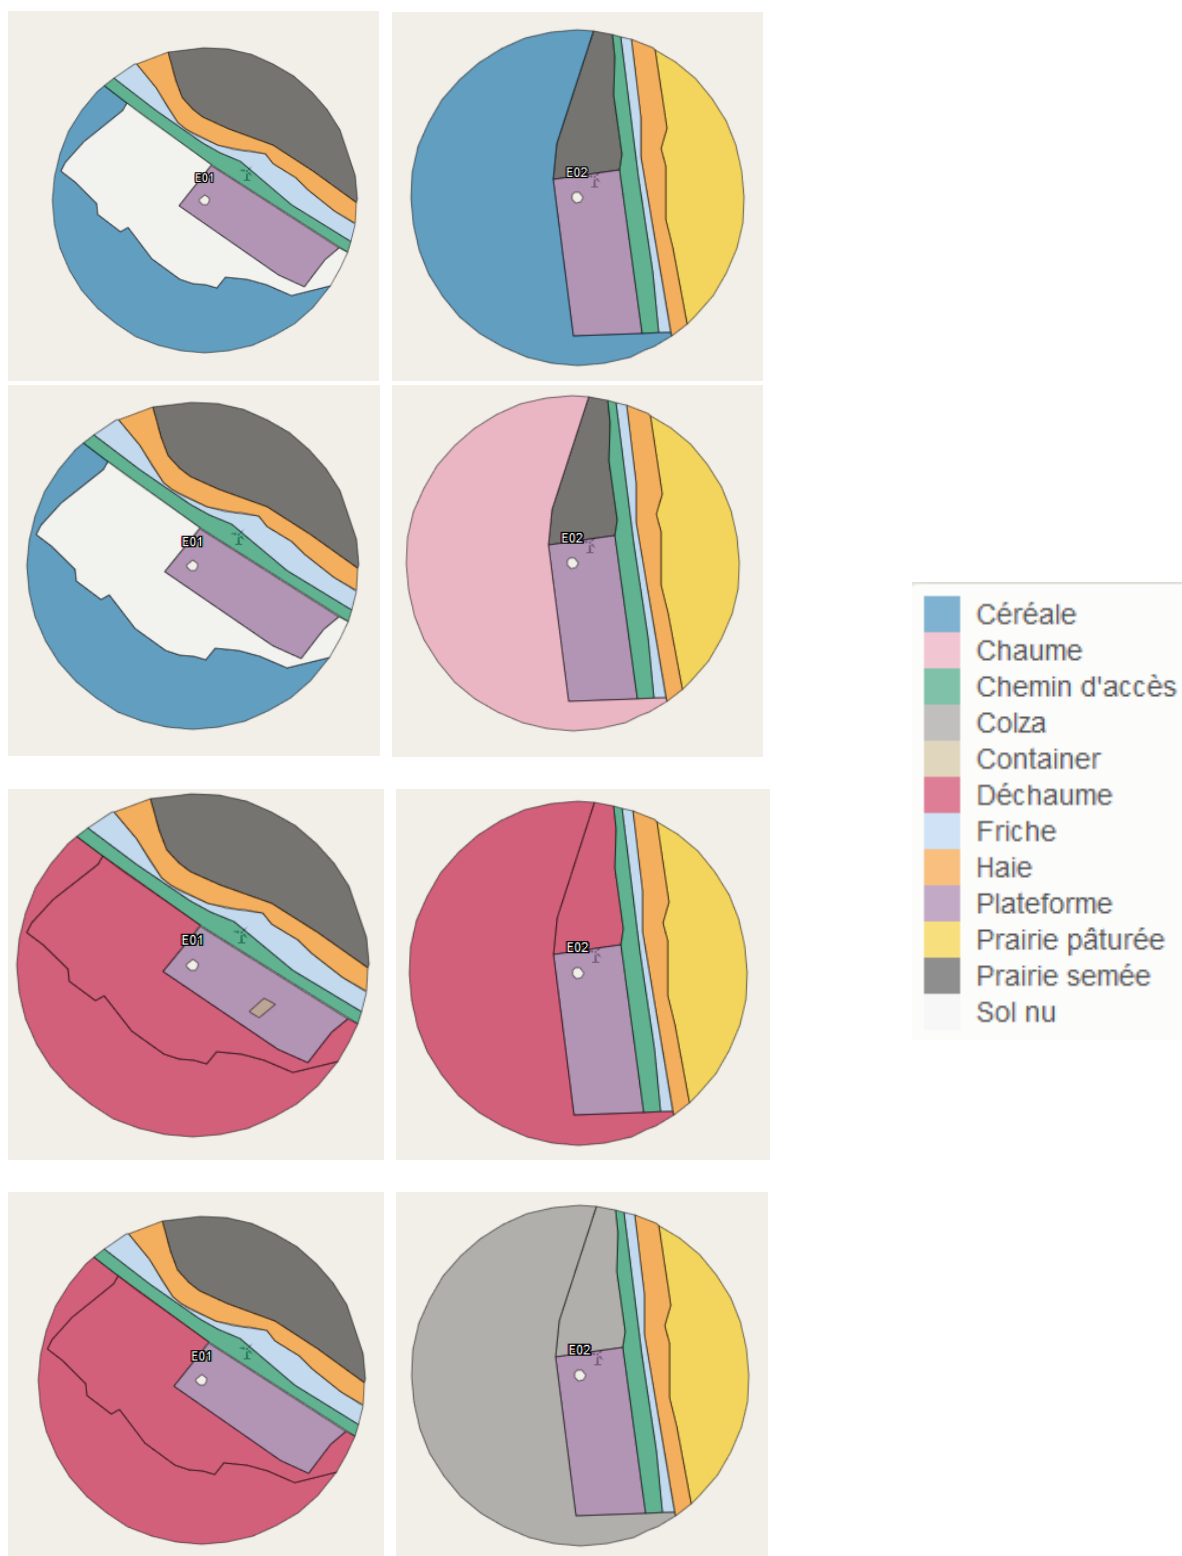 E01
E02
E01
E02
E01
E02
E01
E02
Céréale
Chaume
Chemin d'accès
Colza
Container
Déchaume
Friche
Haie
Plateforme
Prairie pâturée
Prairie semée
Sol nu